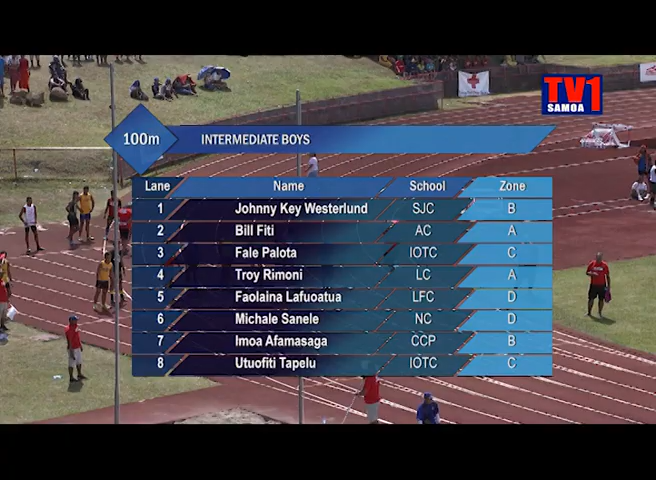 TV1
SAMOA
100m INTERMEDIATE BOYS
Lane Name School Zone
1 Johnny Key Westerlund SJC B
2 Bill Fiti AC A
3 Fale Palota IOTC C
4 Troy Rimoni LC A
5 Faolaina Lafuoatua LFC D
6 Michale Sanele NC D
7 Imoa Afamasaga CCP B
8 Utuofiti Tapelu IOTC C